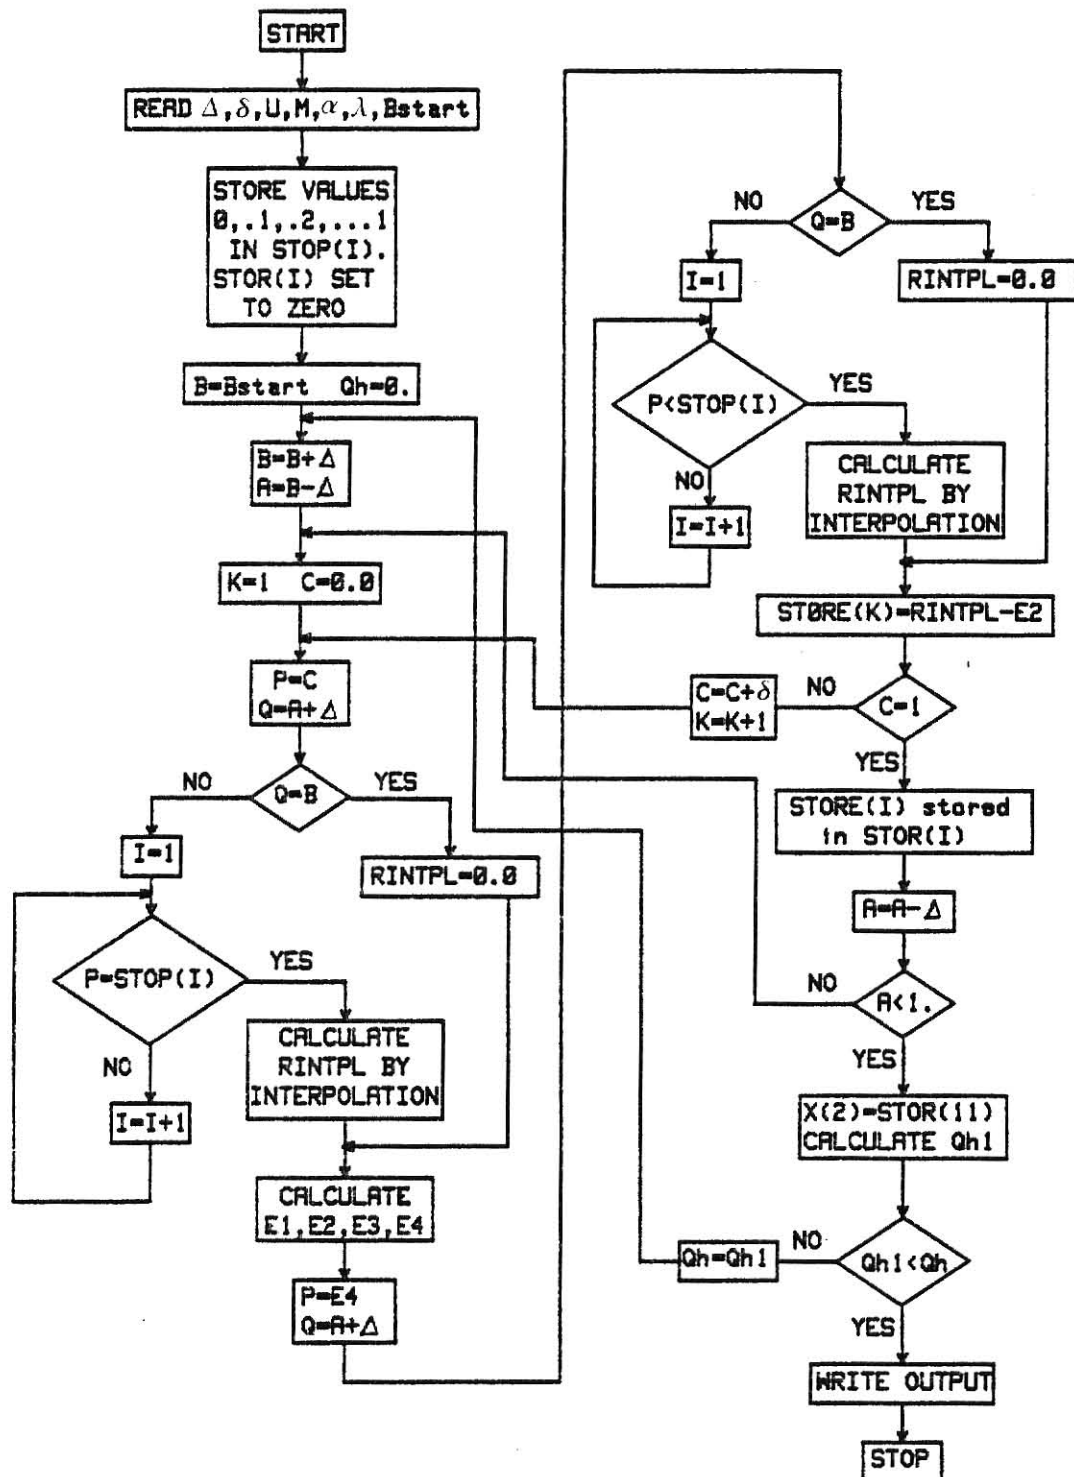 START
READ Δ,δ,U,M,α,λ,Bstart
STORE VALUES
0,.1,.2,...1
IN STOP(I).
STOR(I) SET
TO ZERO
B=Bstart Qh=0.
B=B+Δ
A=B-Δ
K=1 C=0.0
P=C
Q=A+Δ
Q=B
NO
YES
I=1
RINTPL=0.0
P=STOP(I)
YES
NO
CALCULATE
RINTPL BY
INTERPOLATION
I=I+1
CALCULATE
E1,E2,E3,E4
P=E4
Q=A+Δ
Q=B
NO
YES
I=1
RINTPL=0.0
P<STOP(I)
YES
NO
CALCULATE
RINTPL BY
INTERPOLATION
I=I+1
STØRE(K)=RINTPL-E2
C=1
NO
C=C+δ
K=K+1
YES
STORE(I) stored
in STOR(I)
A=A-Δ
A<1.
NO
YES
X(2)=STOR(11)
CALCULATE Qh1
Qh1<Qh
NO
Qh=Qh1
YES
WRITE OUTPUT
STOP